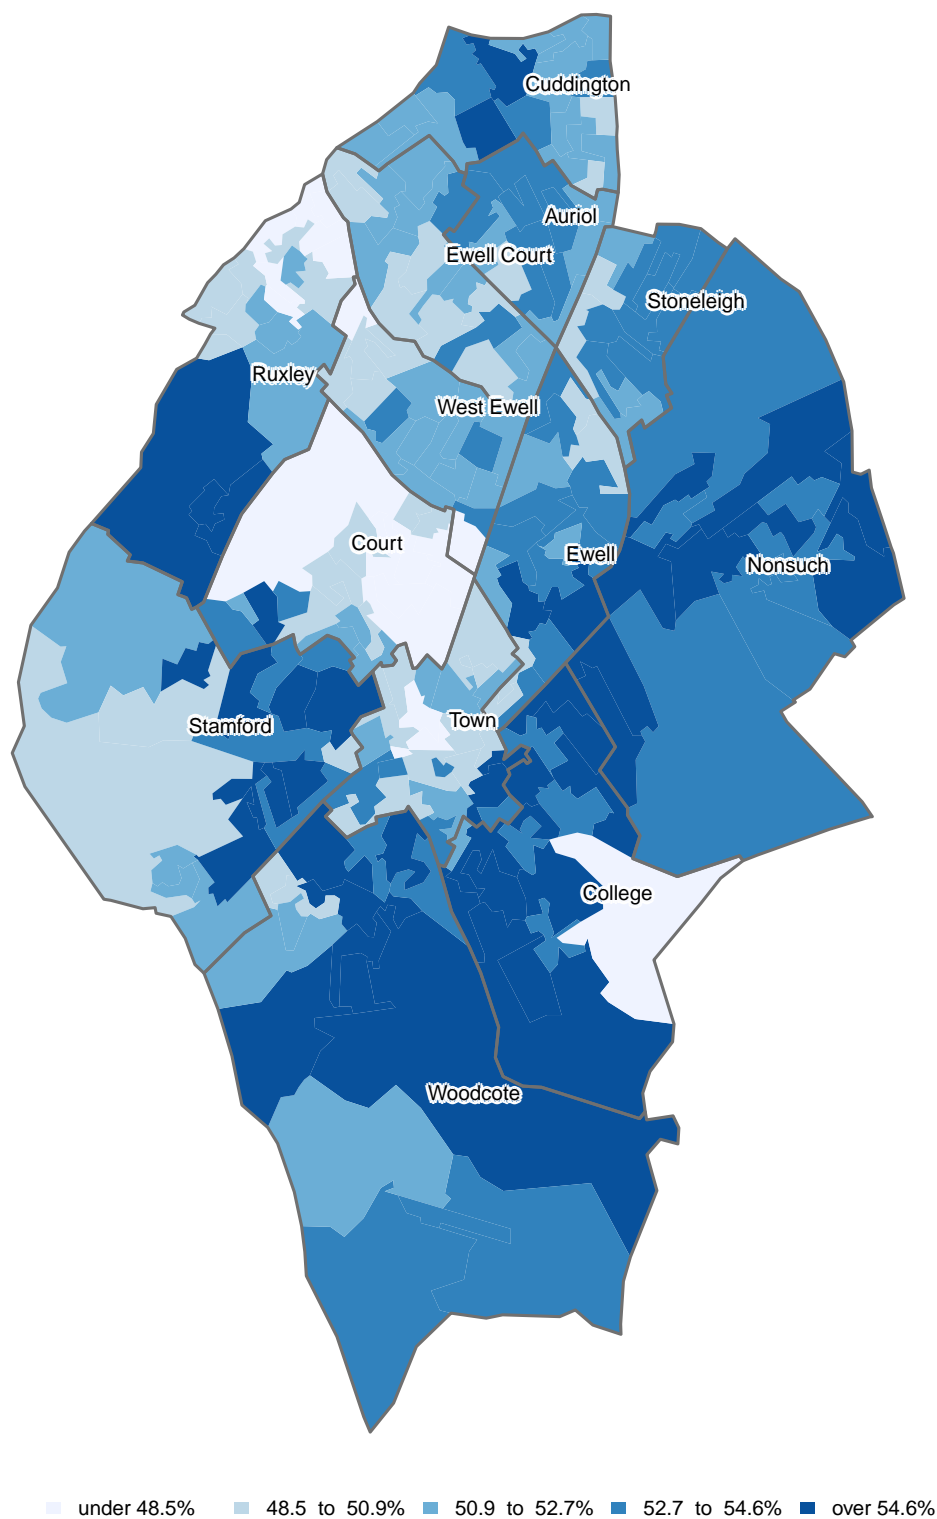 Cuddington
Auriol
Ewell Court
Stoneleigh
Ruxley
West Ewell
Court
Ewell
Nonsuch
Stamford
Town
College
Woodcote
under 48.5%
48.5 to 50.9%
50.9 to 52.7%
52.7 to 54.6%
over 54.6%